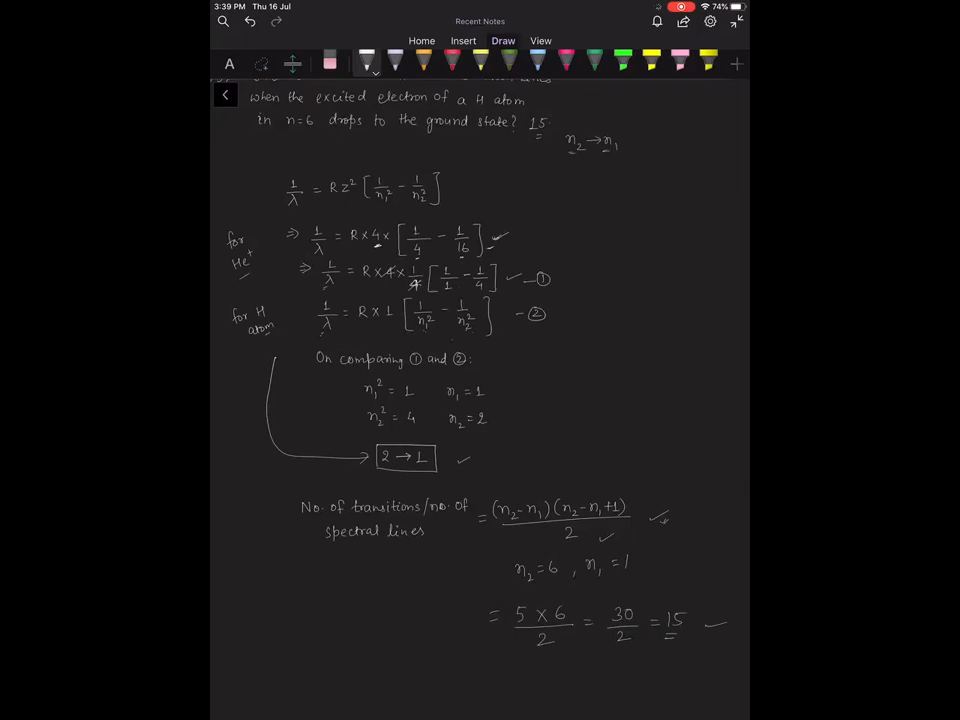 3:39 PM Thu 16 Jul
74%
Recent Notes
Home Insert Draw View
A
when the excited electron of a H atom
in n=6 drops to the ground state? 15.
n₂ → n₁
1/λ = RZ² [1/n₁² − 1/n₂²]
for He⁺
⇒ 1/λ = R×4× [1/4 − 1/16]
⇒ 1/λ = R×4×1/4 [1/1 − 1/4] — ①
for H atom
1/λ = R×1 [1/n₁² − 1/n₂²] — ②
On comparing ① and ②:
n₁² = 1 n₁ = 1
n₂² = 4 n₂ = 2
2 → 1
No. of transitions/no. of
spectral lines
= (n₂−n₁)(n₂−n₁+1)/2
n₂=6, n₁=1
= 5×6/2 = 30/2 = 15